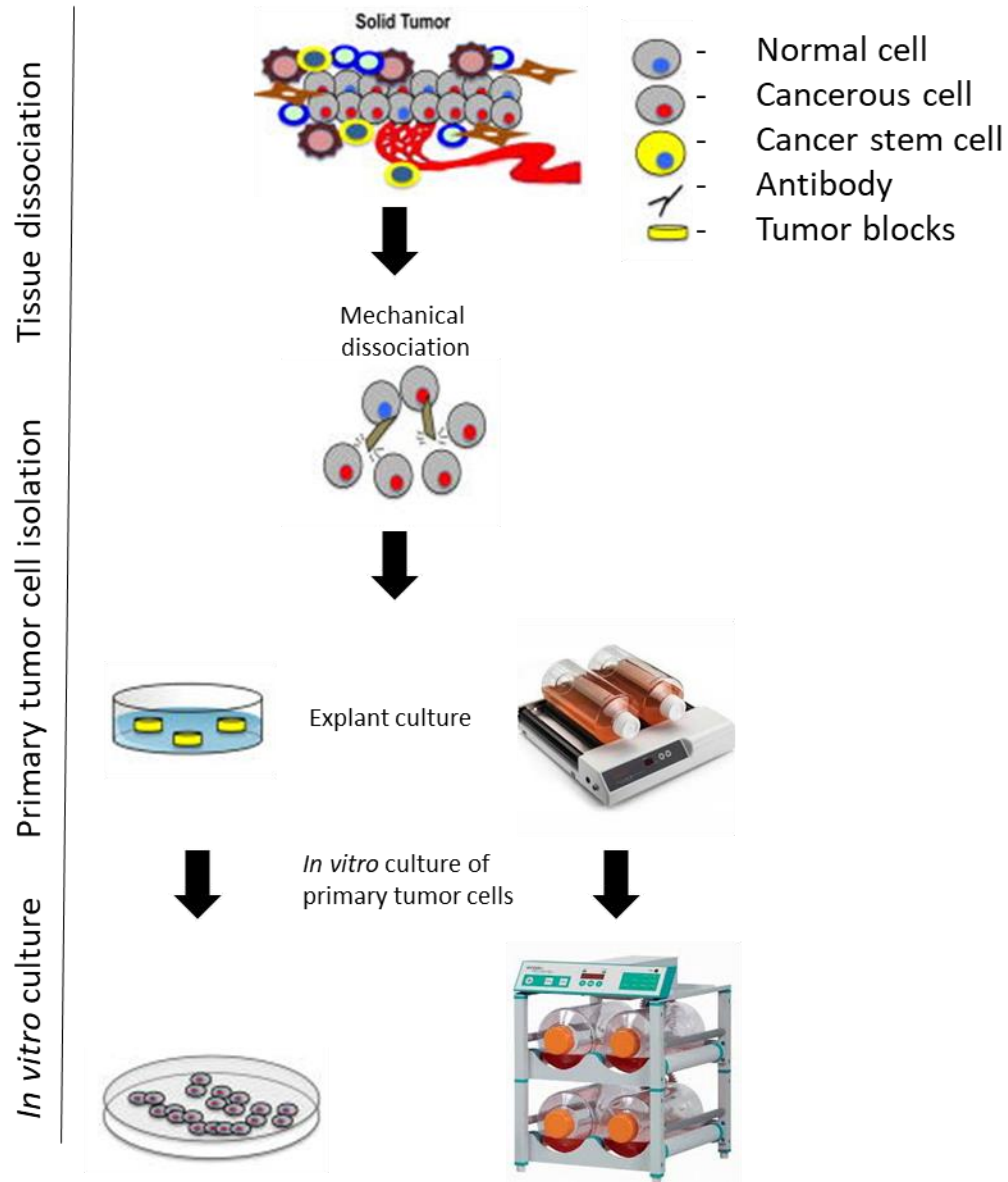 Solid Tumor
- Normal cell
- Cancerous cell
- Cancer stem cell
- Antibody
- Tumor blocks
Tissue dissociation
Mechanical
dissociation
Primary tumor cell isolation
Explant culture
In vitro culture of
primary tumor cells
In vitro culture